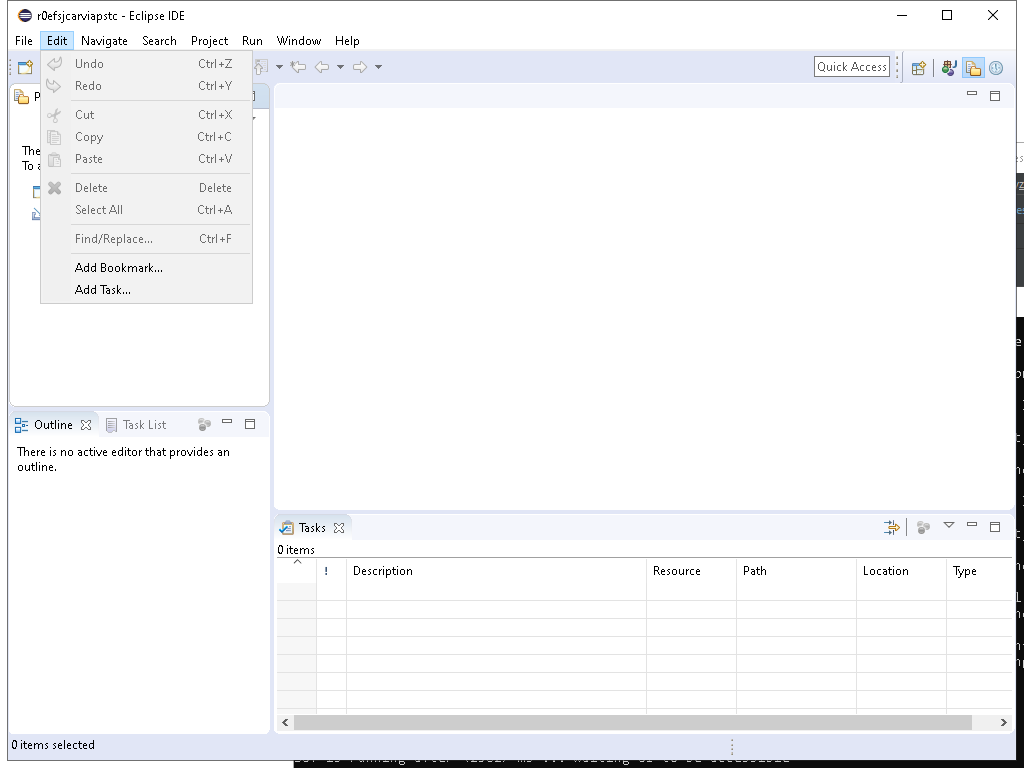 r0efsjcarviapstc - Eclipse IDE
File Edit Navigate Search Project Run Window Help
Quick Access
Undo Ctrl+Z
Redo Ctrl+Y
Cut Ctrl+X
Copy Ctrl+C
Paste Ctrl+V
Delete Delete
Select All Ctrl+A
Find/Replace... Ctrl+F
Add Bookmark...
Add Task...
To
Outline Task List
There is no active editor that provides an
outline.
Tasks
0 items
! Description Resource Path Location Type
0 items selected